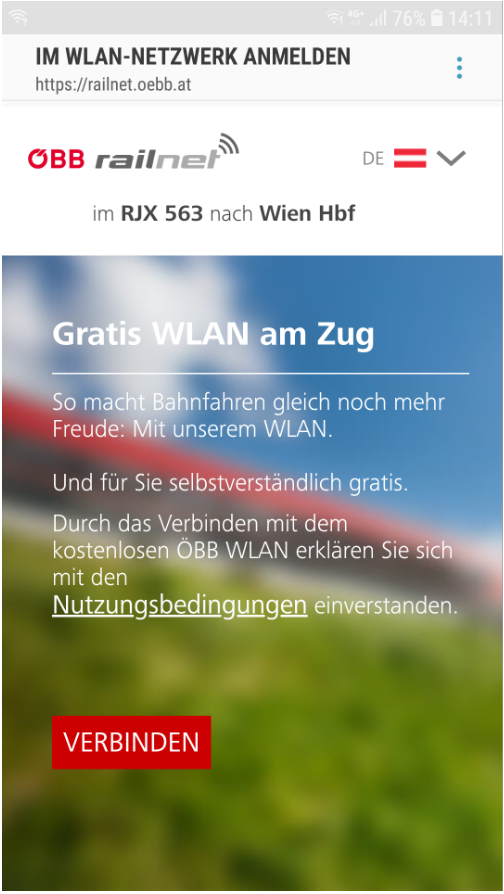 4G+ 76% 14:11
IM WLAN-NETZWERK ANMELDEN
https://railnet.oebb.at
ÖBB railnet
DE
im RJX 563 nach Wien Hbf
Gratis WLAN am Zug
So macht Bahnfahren gleich noch mehr
Freude: Mit unserem WLAN.
Und für Sie selbstverständlich gratis.
Durch das Verbinden mit dem
kostenlosen ÖBB WLAN erklären Sie sich
mit den
Nutzungsbedingungen einverstanden.
VERBINDEN